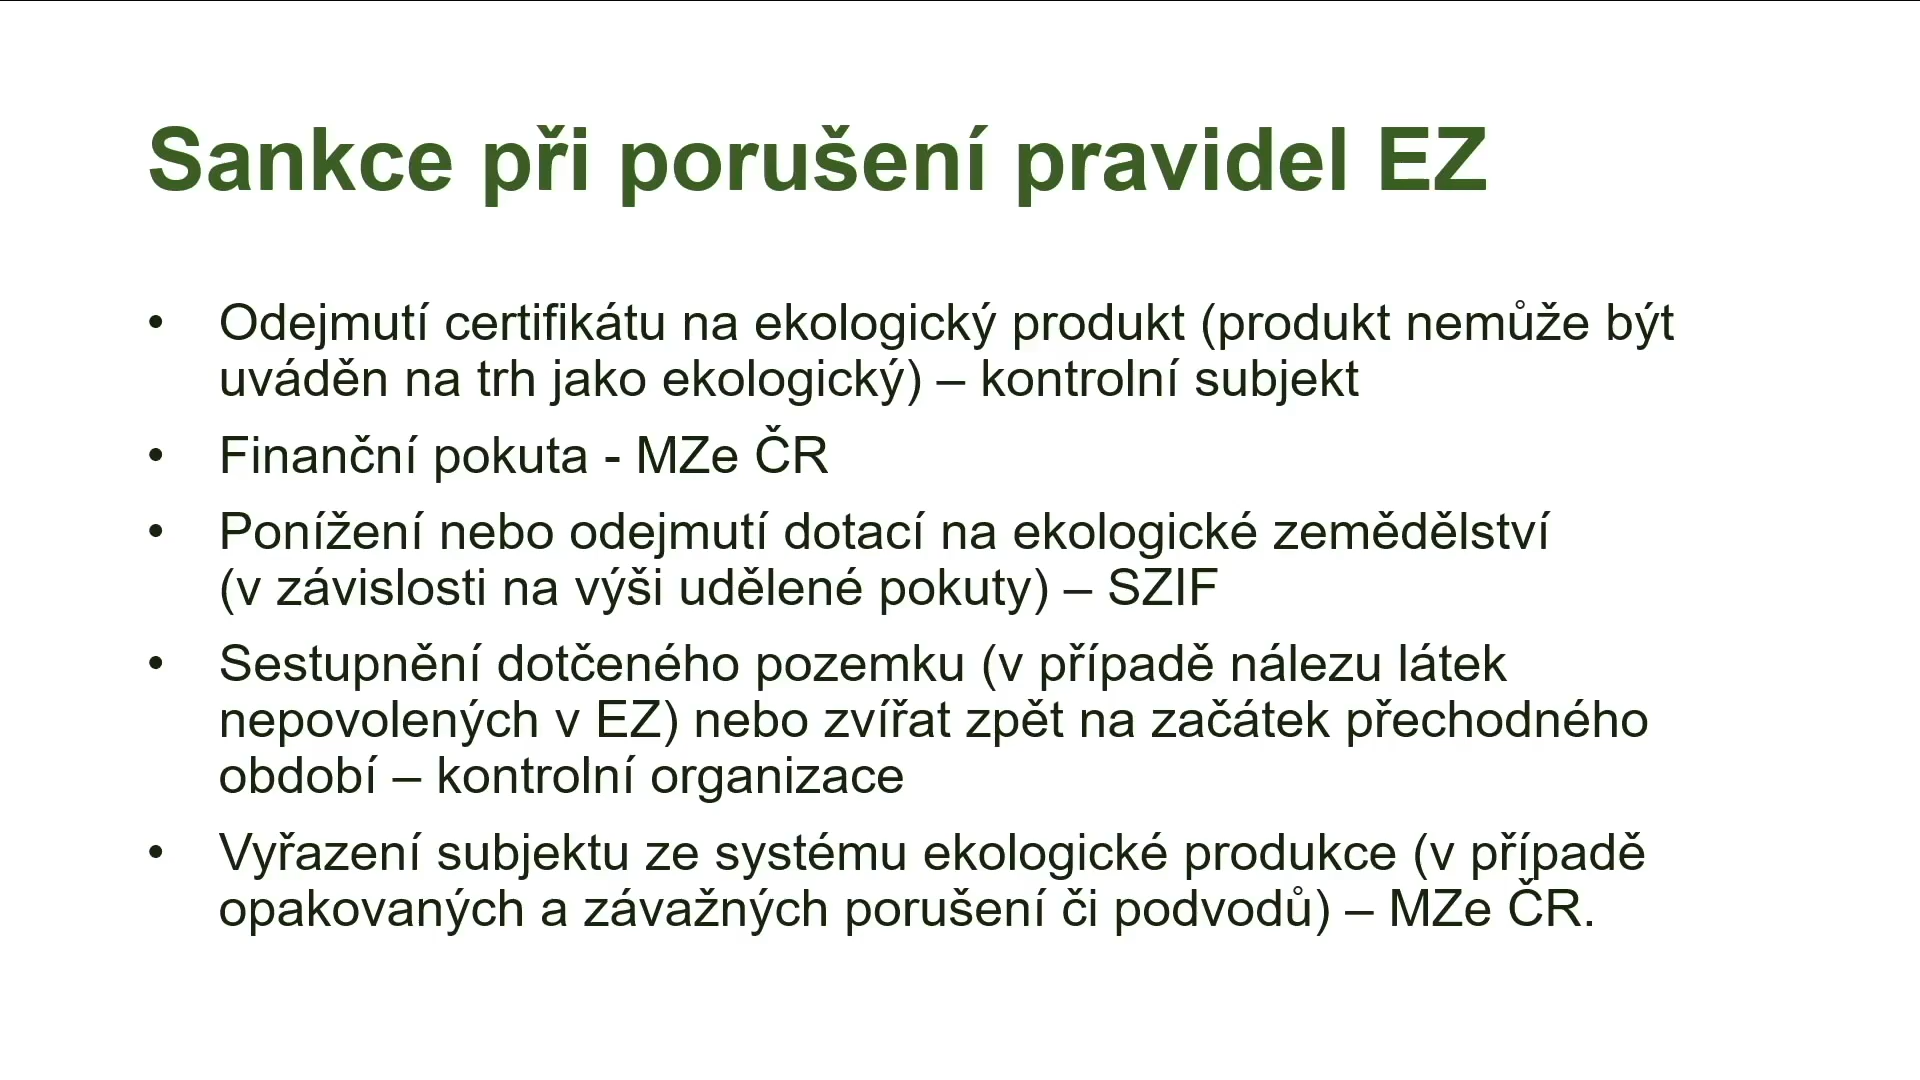 Sankce při porušení pravidel EZ
• Odejmutí certifikátu na ekologický produkt (produkt nemůže být
uváděn na trh jako ekologický) – kontrolní subjekt
• Finanční pokuta - MZe ČR
• Ponížení nebo odejmutí dotací na ekologické zemědělství
(v závislosti na výši udělené pokuty) – SZIF
• Sestupnění dotčeného pozemku (v případě nálezu látek
nepovolených v EZ) nebo zvířat zpět na začátek přechodného
období – kontrolní organizace
• Vyřazení subjektu ze systému ekologické produkce (v případě
opakovaných a závažných porušení či podvodů) – MZe ČR.